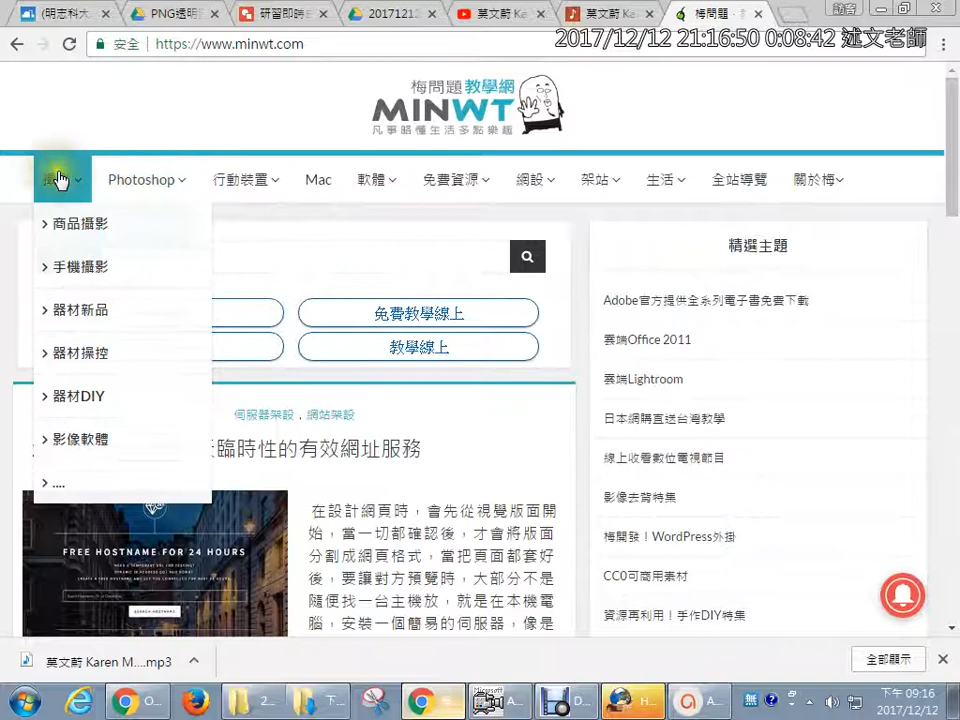 (明志科大
PNG透明
研習即時
20171212
莫文蔚 Ka
莫文蔚 Ka
梅問題
安全
https://www.minwt.com
2017/12/12 21:16:50 0:08:42 述文老師
梅問題教學網
MINWT
凡事略懂生活多點樂趣
Photoshop
行動裝置
Mac
軟體
免費資源
網設
架站
生活
全站導覽
關於梅
商品攝影
手機攝影
器材新品
器材操控
器材DIY
影像軟體
....
免費教學線上
教學線上
伺服器架設 , 網站架設
臨時性的有效網址服務
FREE HOSTNAME FOR 24 HOURS
SEARCH HOSTNAME
在設計網頁時，會先從視覺版面開
始，當一切都確認後，才會將版面
分割成網頁格式，當把頁面都套好
後，要讓對方預覽時，大部分不是
隨便找一台主機放，就是在本機電
腦，安裝一個簡易的伺服器，像是
精選主題
Adobe官方提供全系列電子書免費下載
雲端Office 2011
雲端Lightroom
日本網購直送台灣教學
線上收看數位電視節目
影像去背特集
梅開發！WordPress外掛
CC0可商用素材
資源再利用！手作DIY特集
莫文蔚 Karen M....mp3
全部顯示
O...
2...
下...
A...
D...
H...
A...
無
下午 09:16
2017/12/12